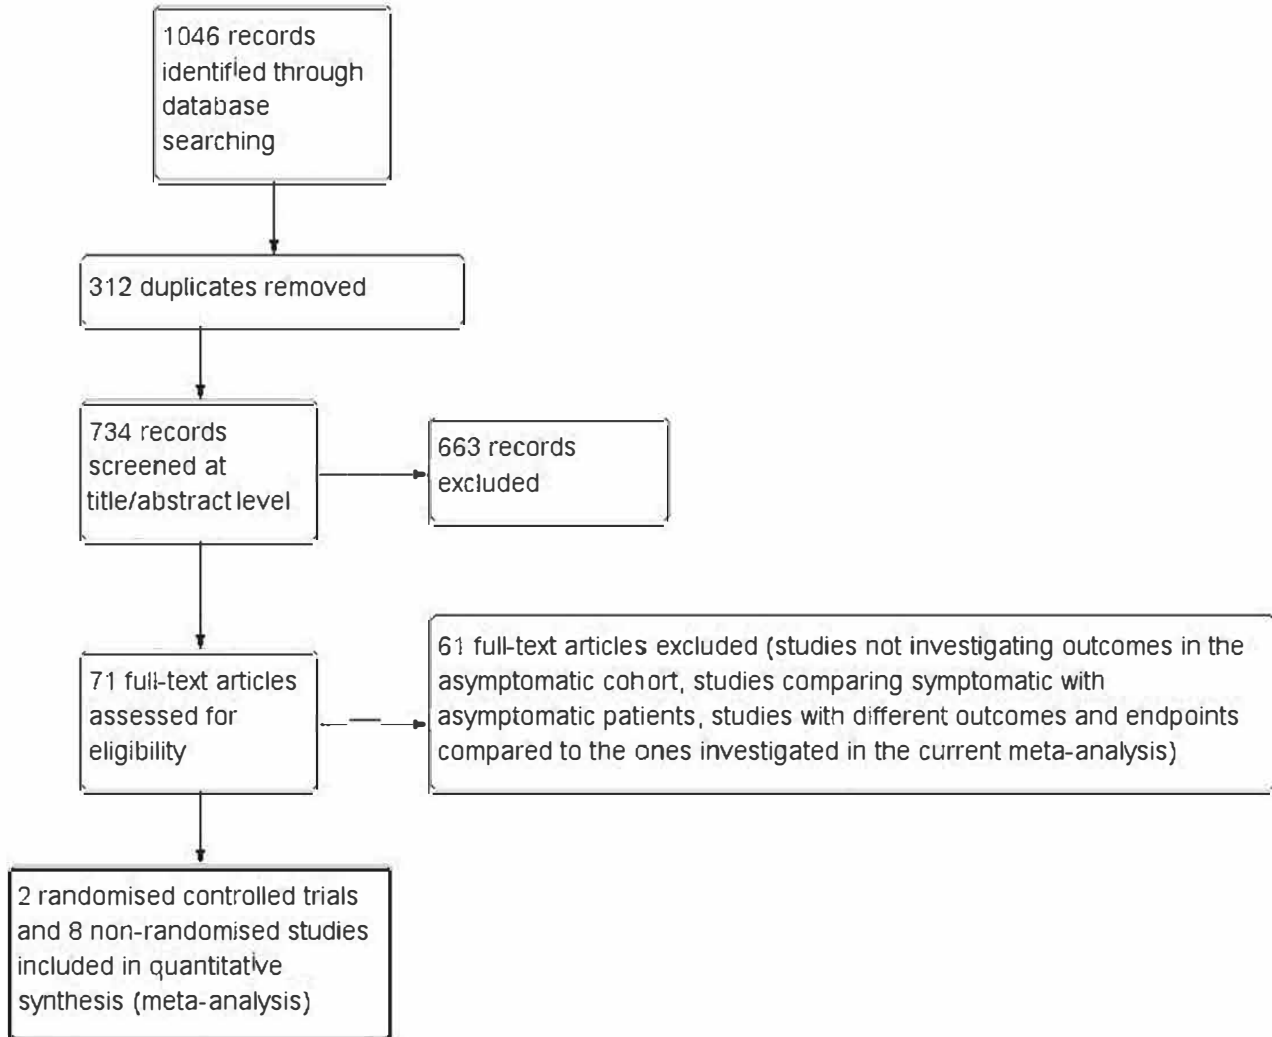 1046 records
identified through
database
searching
312 duplicates removed
734 records
screened at
title/abstract level
663 records
excluded
71 full-text articles
assessed for
eligibility
61 full-text articles excluded (studies not investigating outcomes in the
asymptomatic cohort, studies comparing symptomatic with
asymptomatic patients, studies with different outcomes and endpoints
compared to the ones investigated in the current meta-analysis)
2 randomised controlled trials
and 8 non-randomised studies
included in quantitative
synthesis (meta-analysis)